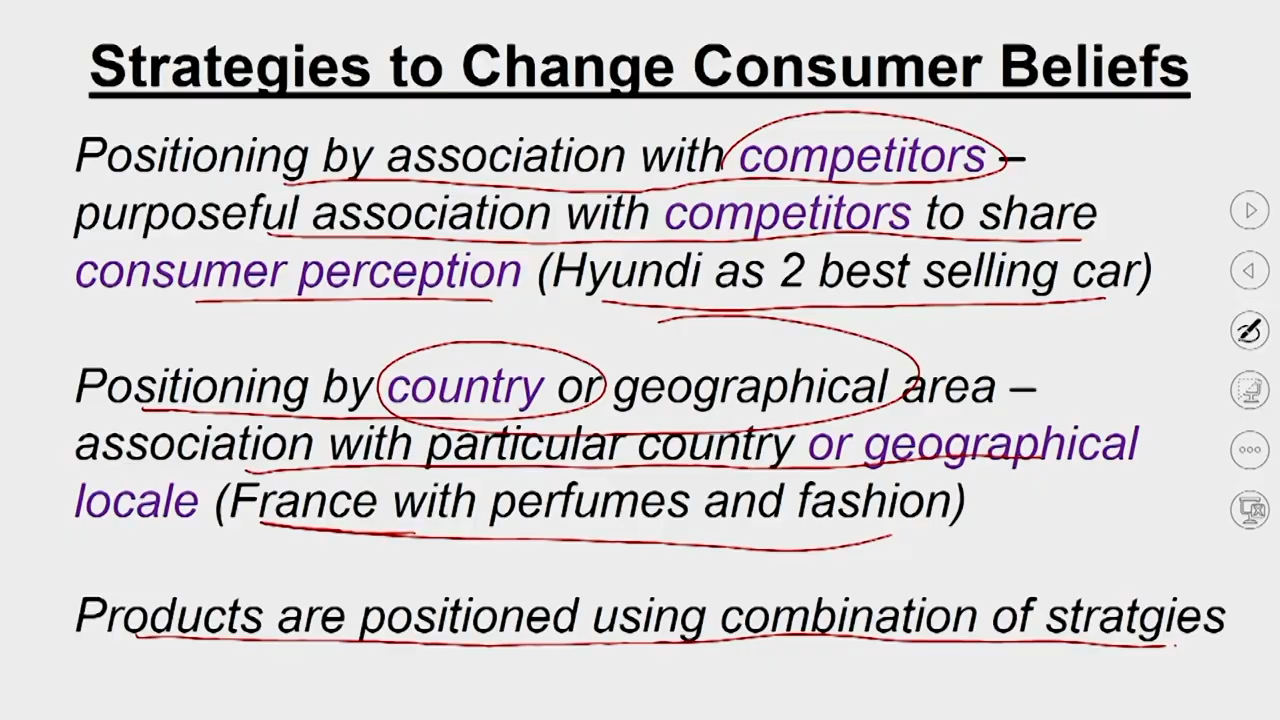 Strategies to Change Consumer Beliefs
Positioning by association with competitors –
purposeful association with competitors to share
consumer perception (Hyundi as 2 best selling car)
Positioning by country or geographical area –
association with particular country or geographical
locale (France with perfumes and fashion)
Products are positioned using combination of stratgies